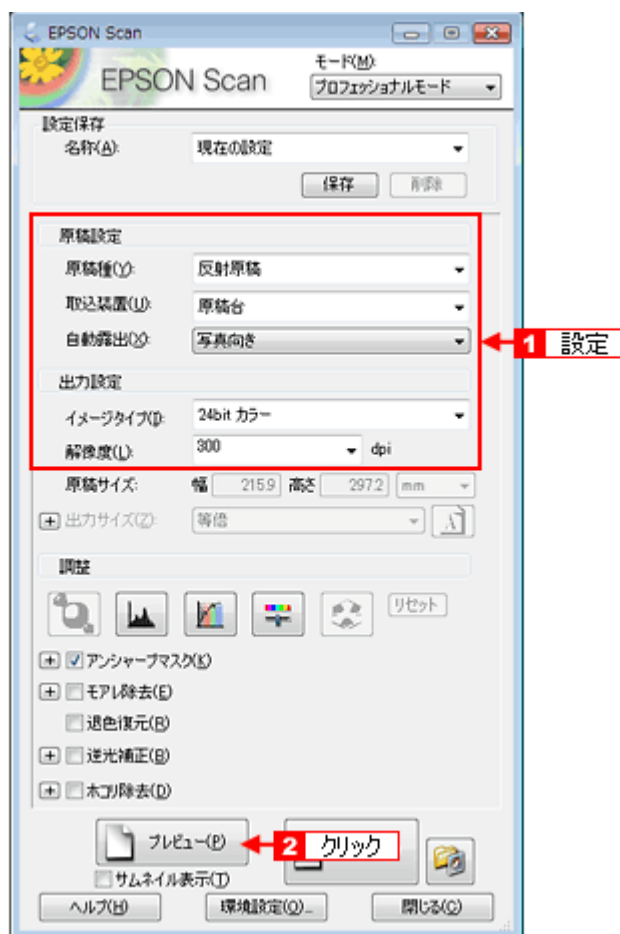 EPSON Scan
EPSON Scan
モード(M):
プロフェッショナルモード
設定保存
名称(A):
現在の設定
保存
削除
原稿設定
原稿種(Y):
反射原稿
取込装置(U):
原稿台
自動露出(X):
写真向き
1 設定
出力設定
イメージタイプ(I):
24bit カラー
解像度(L):
300
dpi
原稿サイズ:
幅 215.9 高さ 297.2 mm
出力サイズ(Z):
等倍
調整
リセット
アンシャープマスク(K)
モアレ除去(E)
退色復元(R)
逆光補正(B)
ホコリ除去(D)
プレビュー(P)
2 クリック
サムネイル表示(T)
ヘルプ(H)
環境設定(O)...
閉じる(C)